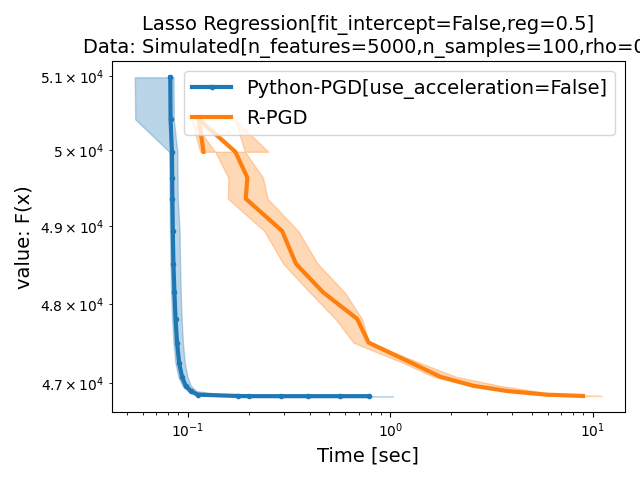 Lasso Regression[fit_intercept=False,reg=0.5]
Data: Simulated[n_features=5000,n_samples=100,rho=0
Python-PGD[use_acceleration=False]
R-PGD
5.1 × 10⁴
5 × 10⁴
4.9 × 10⁴
4.8 × 10⁴
4.7 × 10⁴
value: F(x)
10⁻¹ 10⁰ 10¹
Time [sec]